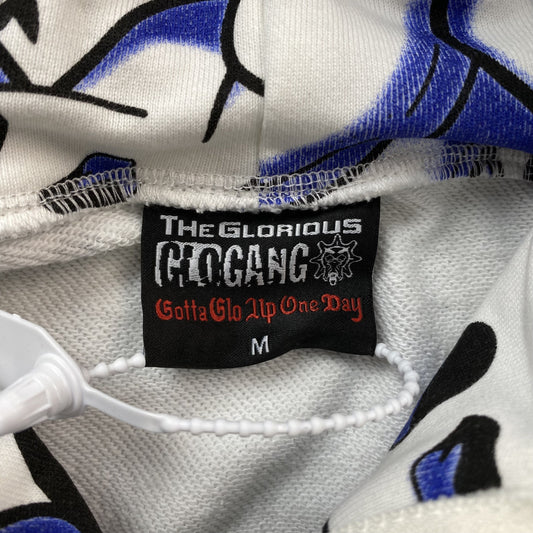 THE GLORIOUS
GLOGANG
Gotta Glo Up One Day
M